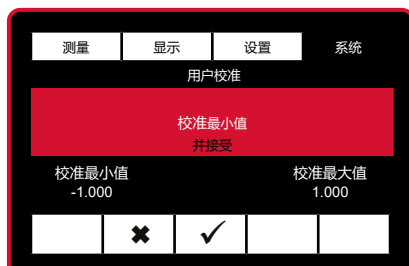 测量 显示 设置 系统
用户校准
校准最小值
并接受
校准最小值 校准最大值
-1.000 1.000